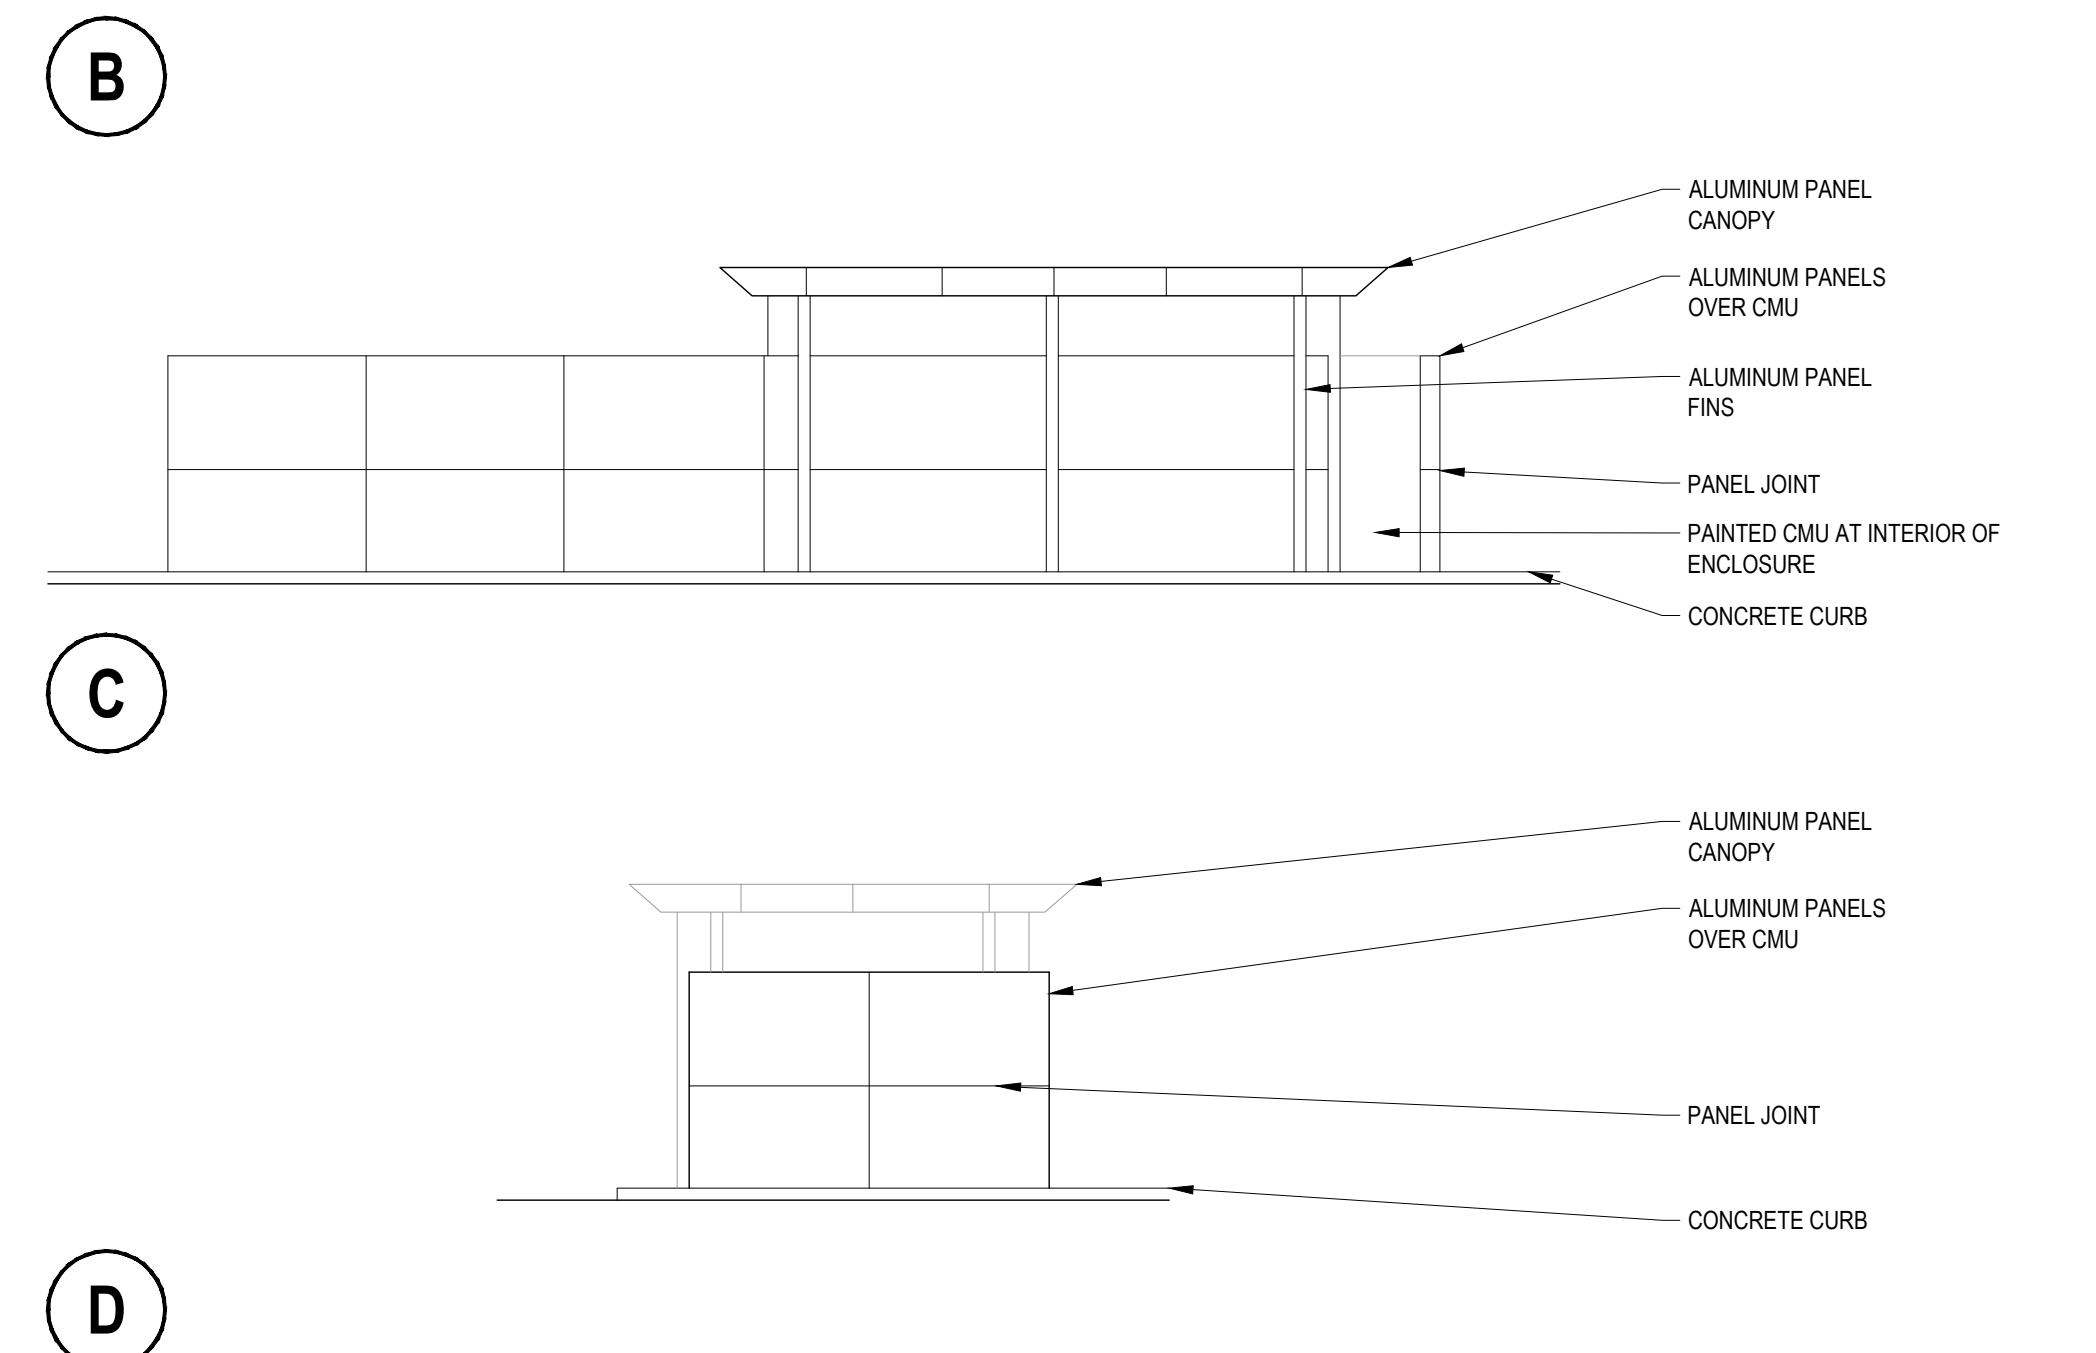 B
ALUMINUM PANEL
CANOPY
ALUMINUM PANELS
OVER CMU
ALUMINUM PANEL
FINS
PANEL JOINT
PAINTED CMU AT INTERIOR OF
ENCLOSURE
CONCRETE CURB
C
ALUMINUM PANEL
CANOPY
ALUMINUM PANELS
OVER CMU
PANEL JOINT
CONCRETE CURB
D